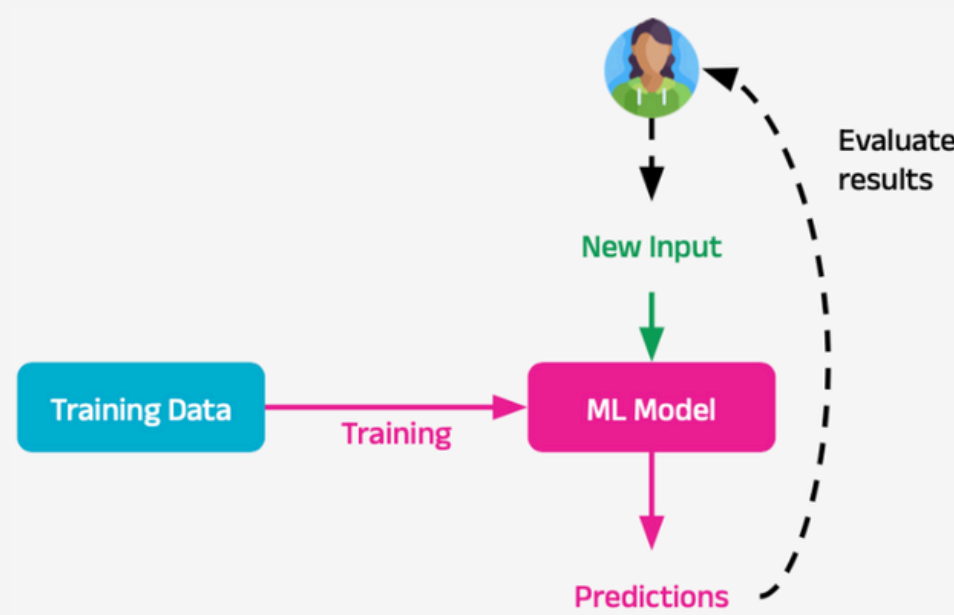 Evaluate
results
New Input
Training Data
Training
ML Model
Predictions